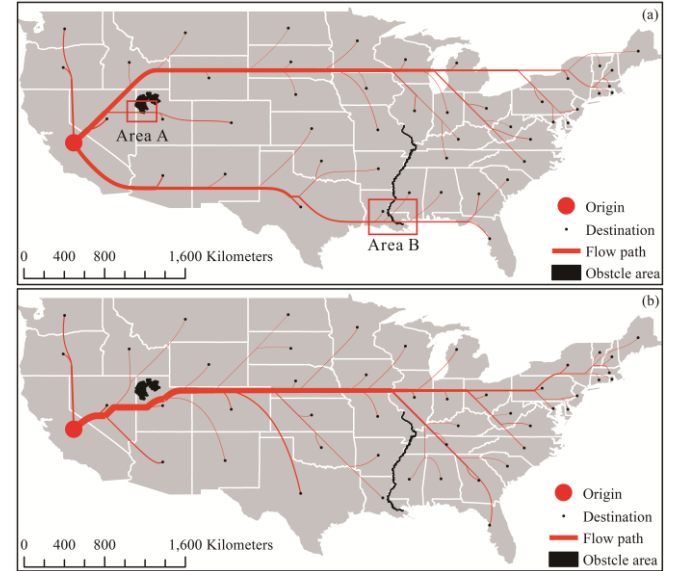 (a)
Area A
Area B
Origin
Destination
Flow path
Obstcle area
0 400 800 1,600 Kilometers
(b)
Origin
Destination
Flow path
Obstcle area
0 400 800 1,600 Kilometers